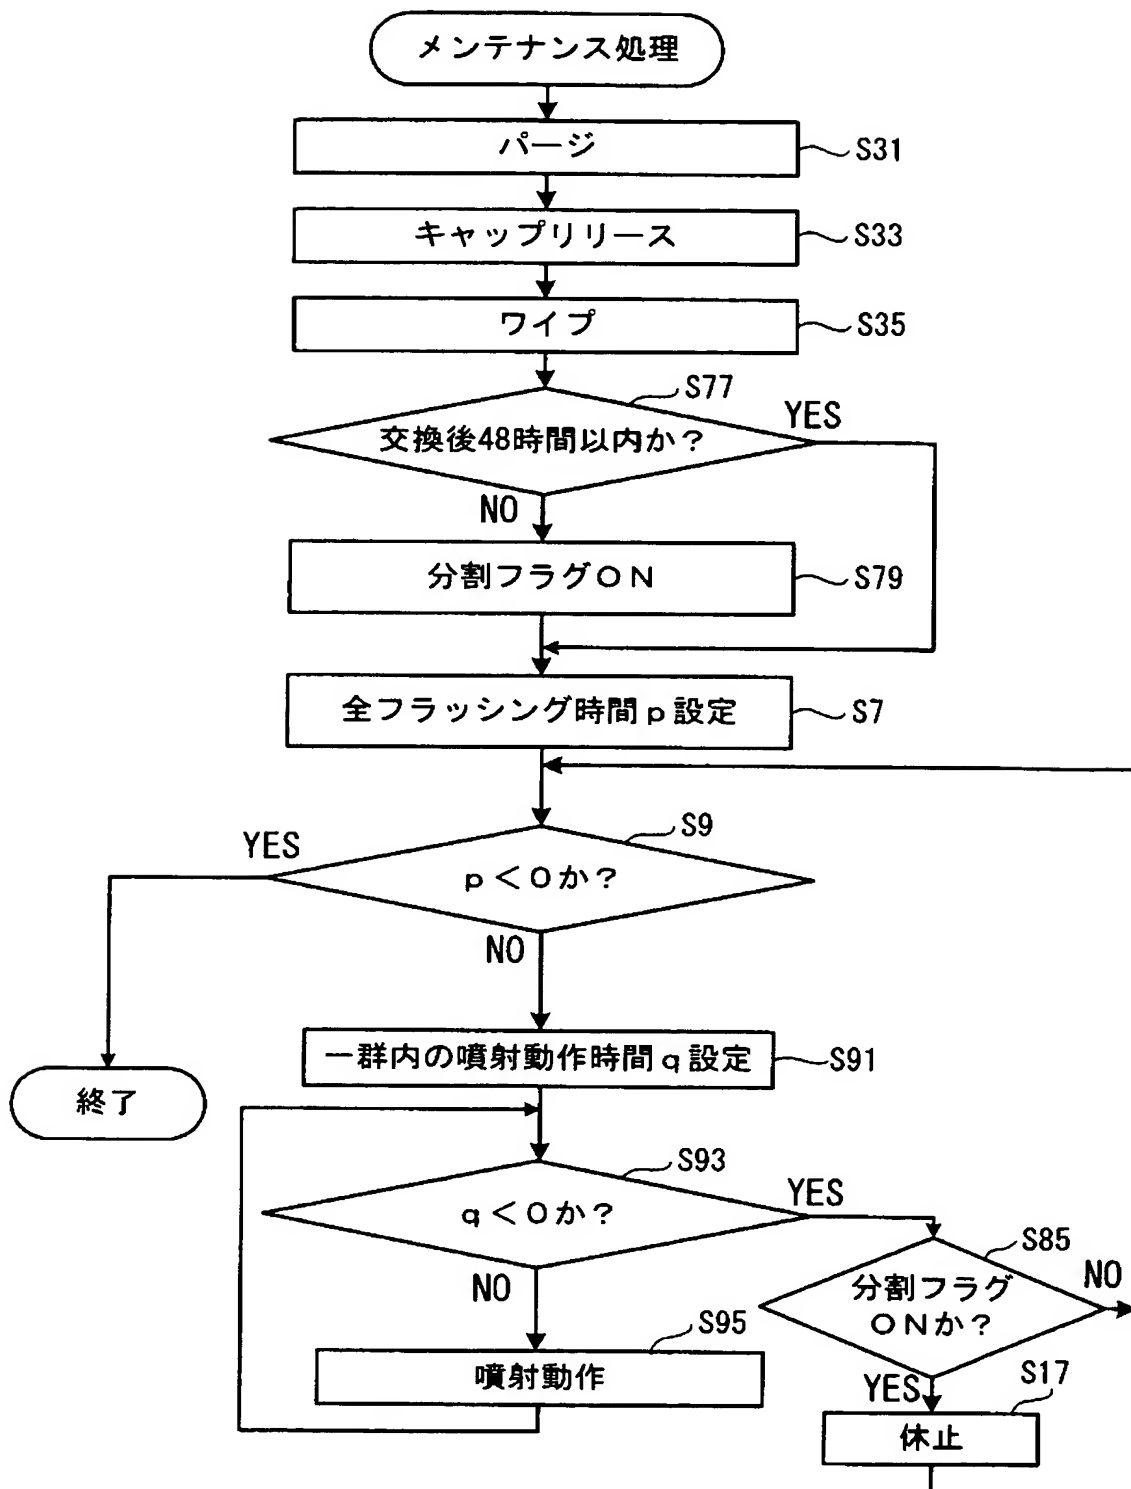 メンテナンス処理
パージ
S31
キャップリリース
S33
ワイプ
S35
S77
交換後48時間以内か?
YES
NO
分割フラグON
S79
全フラッシング時間p設定
S7
S9
YES
p<0か?
NO
一群内の噴射動作時間q設定
S91
終了
S93
q<0か?
YES
NO
S85
分割フラグ
ONか?
NO
S95
噴射動作
YES
S17
休止